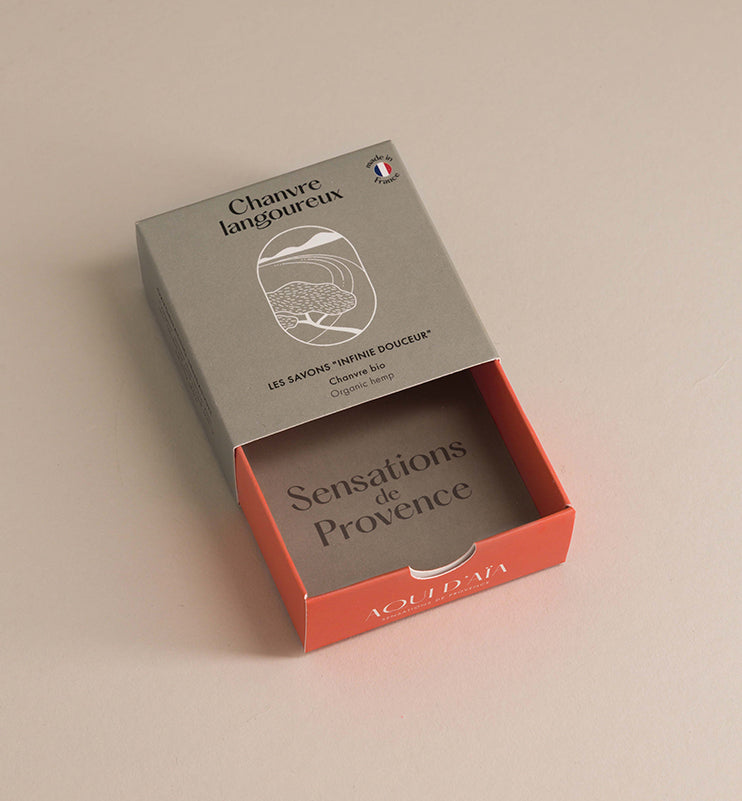 Chanvre
langoureux
made in
France
LES SAVONS "INFINIE DOUCEUR"
Chanvre bio
Organic hemp
Sensations
de
Provence
AQUI D'AÏA
SENSATIONS DE PROVENCE